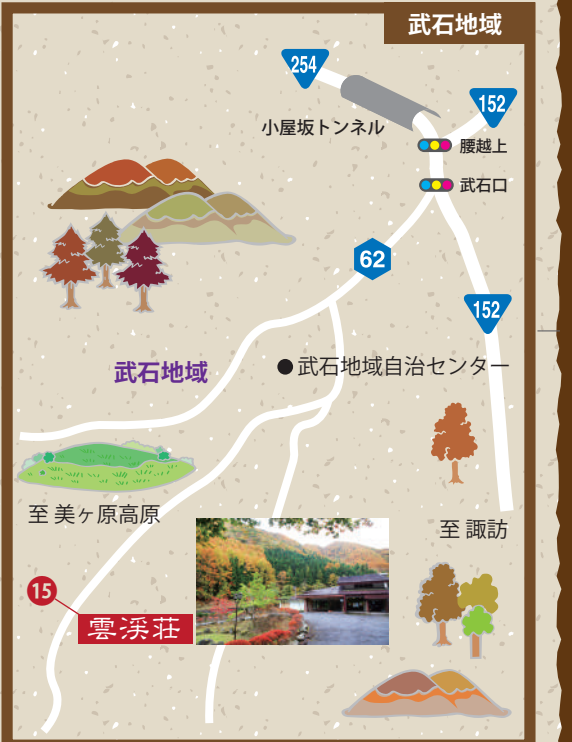 武石地域
254
152
小屋坂トンネル
腰越上
武石口
62
152
武石地域
●武石地域自治センター
至 美ヶ原高原
至 諏訪
15
雲渓荘